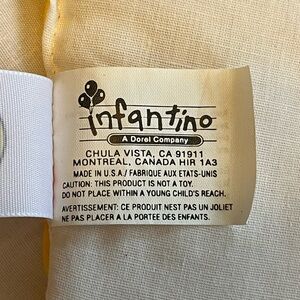 infantino
A Dorel Company
CHULA VISTA, CA 91911
MONTREAL, CANADA HIR 1A3
MADE IN U.S.A./ FABRIQUE AUX ETATS-UNIS
CAUTION: THIS PRODUCT IS NOT A TOY.
DO NOT PLACE WITHIN A YOUNG CHILD'S REACH.
AVERTISSEMENT: CE PRODUIT NEST PAS UN JOLIET
NE PAS PLACER A LA PORTEE DES ENFANTS.